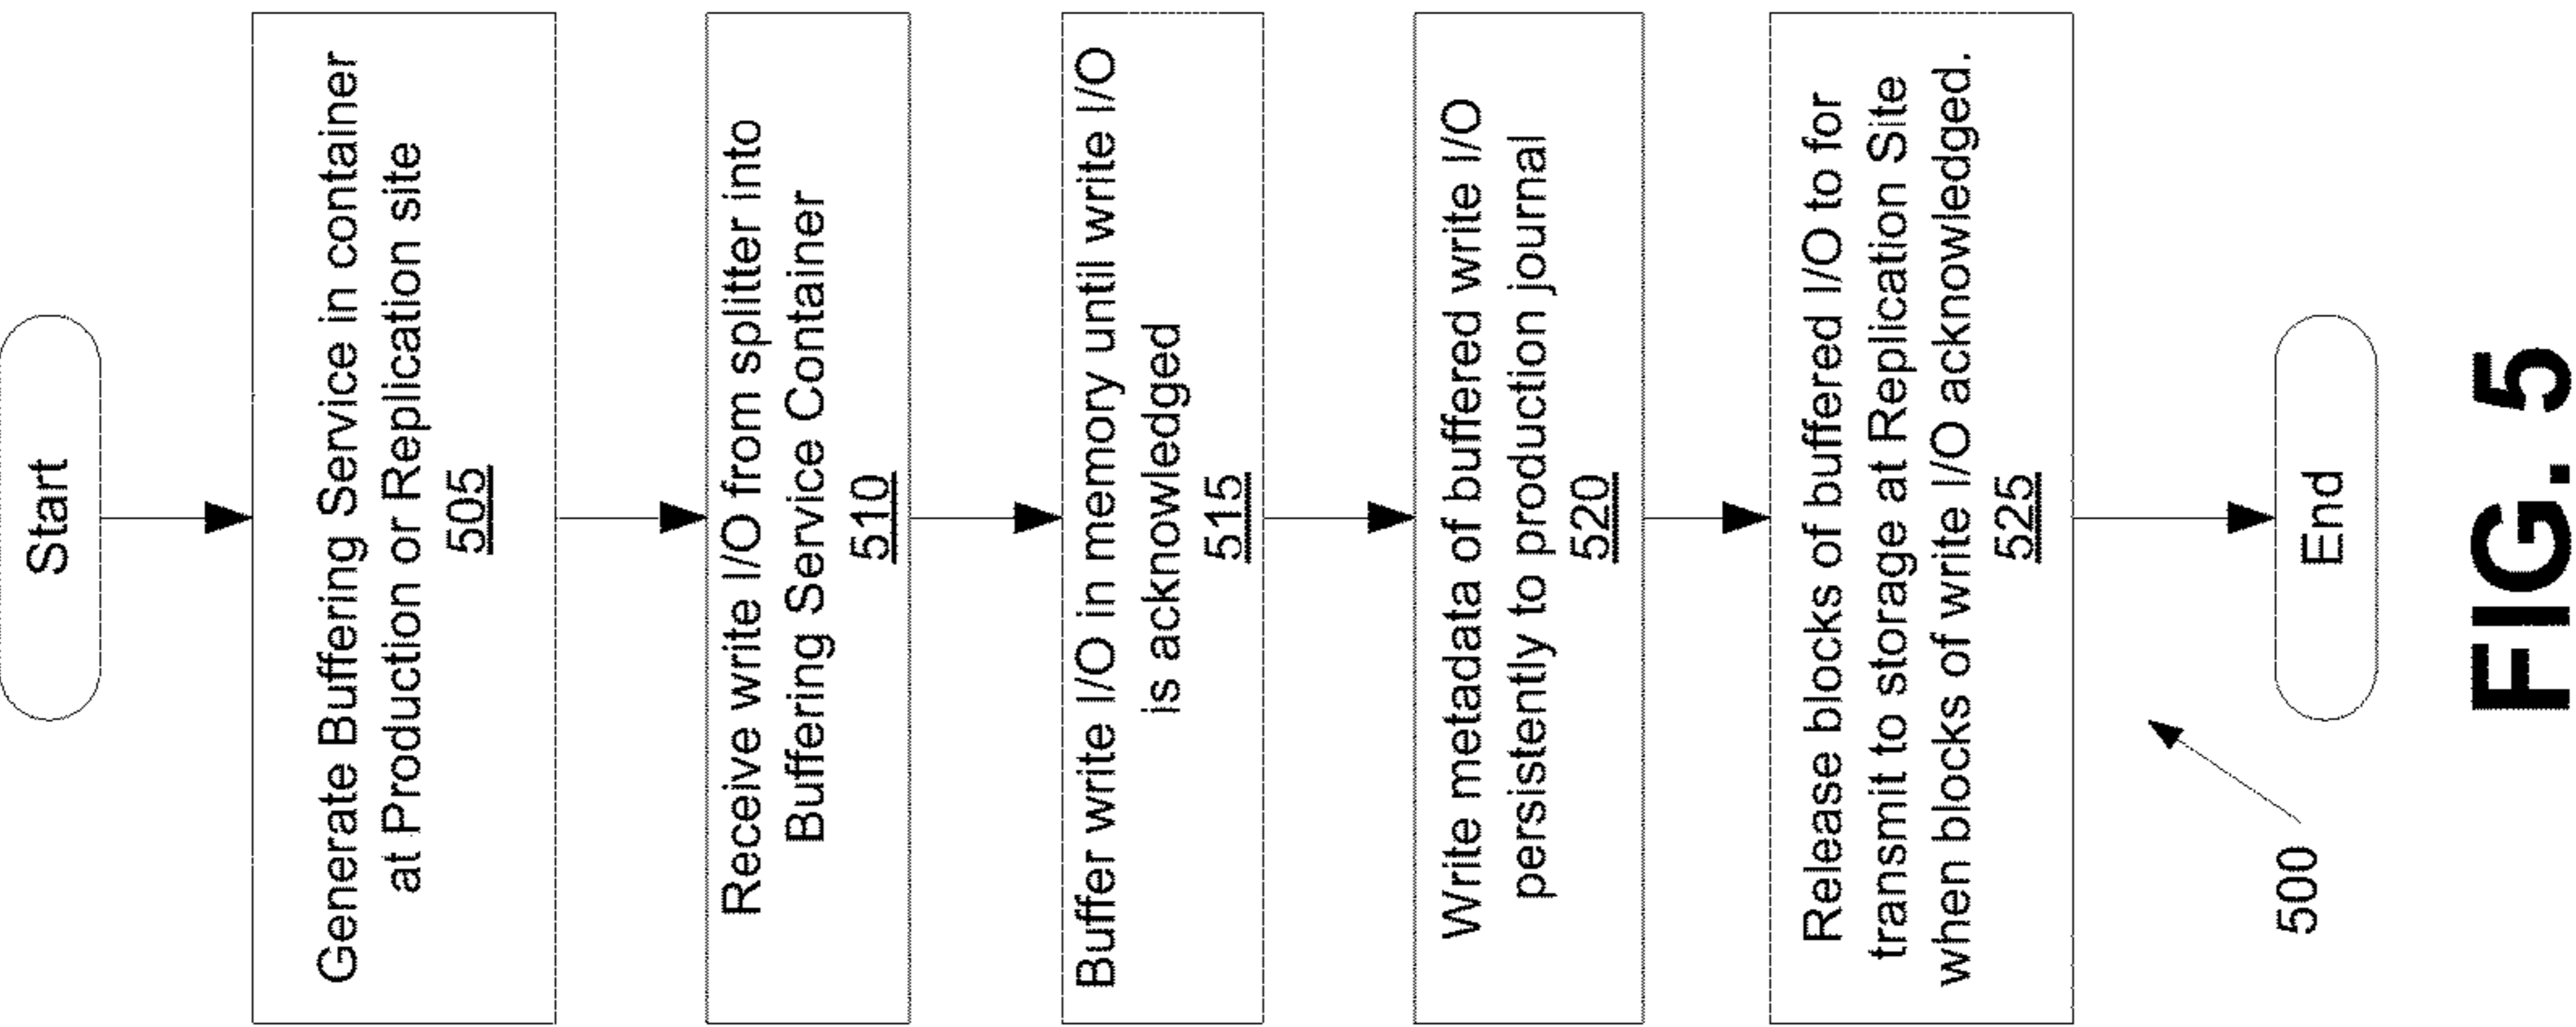 Start
Generate Buffering Service in container
at Production or Replication site
505
Receive write I/O from splitter into
Buffering Service Container
510
Buffer write I/O in memory until write I/O
is acknowledged
515
Write metadata of buffered write I/O
persistently to production journal
520
Release blocks of buffered I/O to for
transmit to storage at Replication Site
when blocks of write I/O acknowledged.
525
500
End
FIG. 5